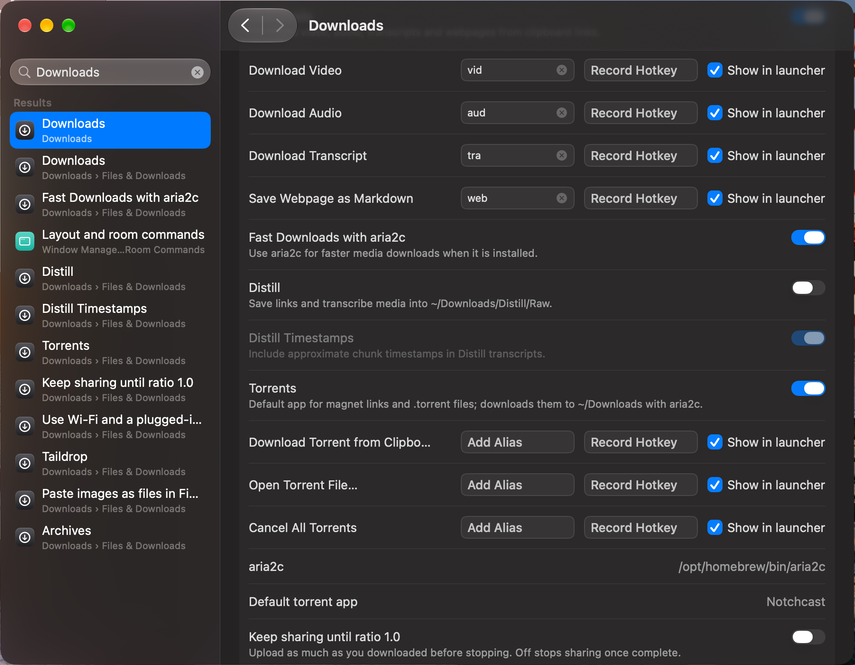 Downloads
Downloads
Results
Downloads
Downloads
Downloads
Downloads › Files & Downloads
Fast Downloads with aria2c
Downloads › Files & Downloads
Layout and room commands
Window Manage...Room Commands
Distill
Downloads › Files & Downloads
Distill Timestamps
Downloads › Files & Downloads
Torrents
Downloads › Files & Downloads
Keep sharing until ratio 1.0
Downloads › Files & Downloads
Use Wi-Fi and a plugged-i...
Downloads › Files & Downloads
Taildrop
Downloads › Files & Downloads
Paste images as files in Fi...
Downloads › Files & Downloads
Archives
Downloads › Files & Downloads
Download Video vid Record Hotkey Show in launcher
Download Audio aud Record Hotkey Show in launcher
Download Transcript tra Record Hotkey Show in launcher
Save Webpage as Markdown web Record Hotkey Show in launcher
Fast Downloads with aria2c
Use aria2c for faster media downloads when it is installed.
Distill
Save links and transcribe media into ~/Downloads/Distill/Raw.
Distill Timestamps
Include approximate chunk timestamps in Distill transcripts.
Torrents
Default app for magnet links and .torrent files; downloads them to ~/Downloads with aria2c.
Download Torrent from Clipbo... Add Alias Record Hotkey Show in launcher
Open Torrent File... Add Alias Record Hotkey Show in launcher
Cancel All Torrents Add Alias Record Hotkey Show in launcher
aria2c /opt/homebrew/bin/aria2c
Default torrent app Notchcast
Keep sharing until ratio 1.0
Upload as much as you downloaded before stopping. Off stops sharing once complete.